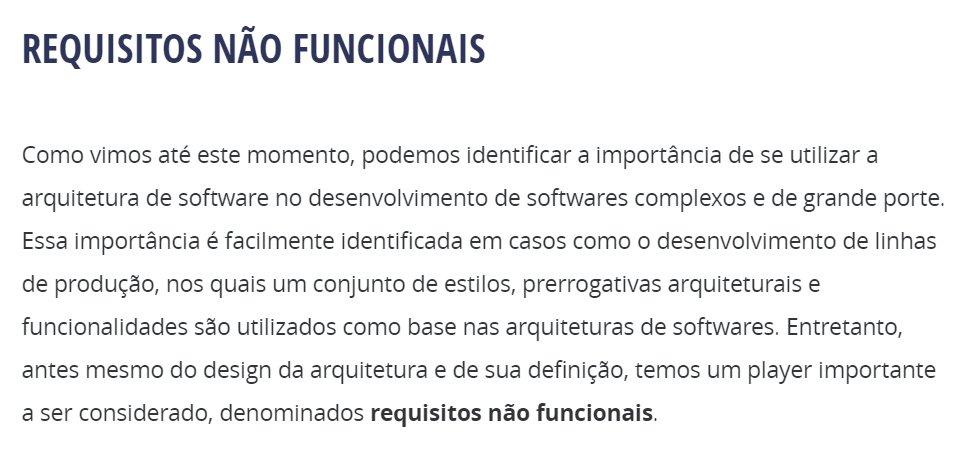 REQUISITOS NÃO FUNCIONAIS
Como vimos até este momento, podemos identificar a importância de se utilizar a
arquitetura de software no desenvolvimento de softwares complexos e de grande porte.
Essa importância é facilmente identificada em casos como o desenvolvimento de linhas
de produção, nos quais um conjunto de estilos, prerrogativas arquiteturais e
funcionalidades são utilizados como base nas arquiteturas de softwares. Entretanto,
antes mesmo do design da arquitetura e de sua definição, temos um player importante
a ser considerado, denominados requisitos não funcionais.